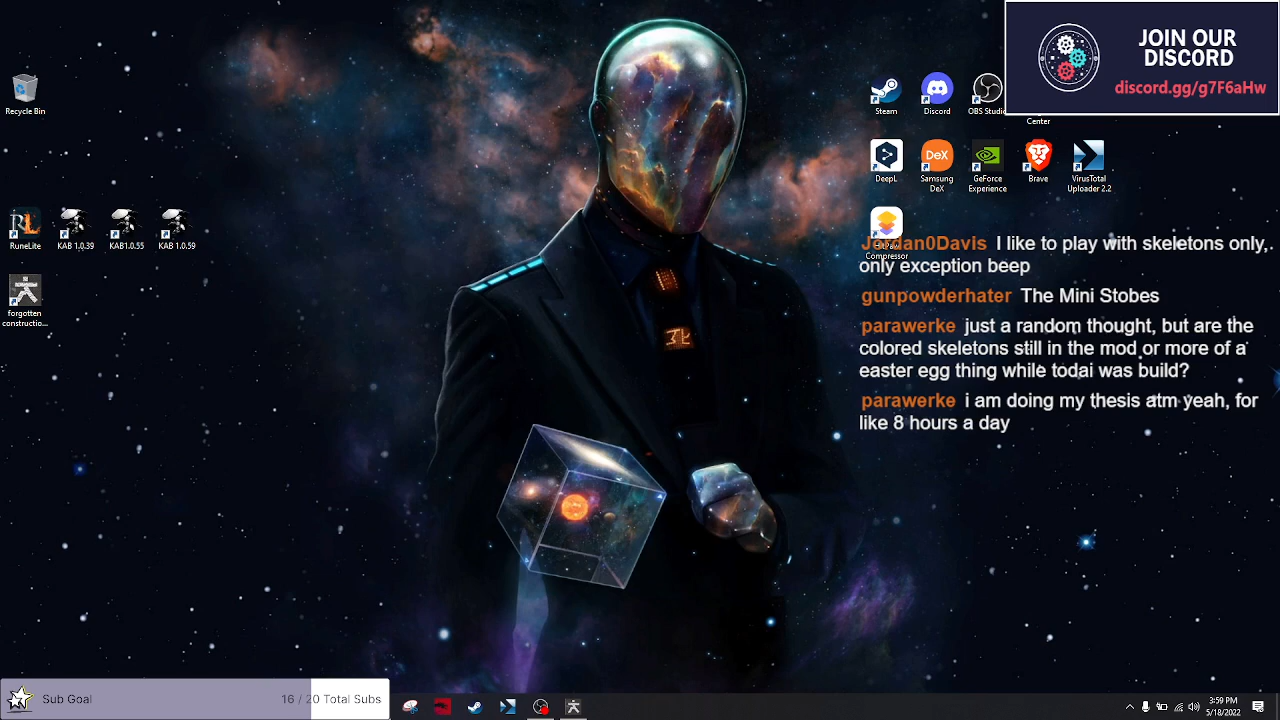 Recycle Bin
RuneLite
KAB 1.0.39
KAB1.0.55
KAB 1.0.59
forgotten
constructio...
Steam
Discord
OBS Studio
Center
DeepL
DeX
Samsung
DeX
GeForce
Experience
Brave
VirusTotal
Uploader 2.2
Compressor
JOIN OUR
DISCORD
discord.gg/g7F6aHw
Jordan0Davis I like to play with skeletons only,
only exception beep
gunpowderhater The Mini Stobes
parawerke just a random thought, but are the
colored skeletons still in the mod or more of a
easter egg thing while todai was build?
parawerke i am doing my thesis atm yeah, for
like 8 hours a day
Sub Goal
16 / 20 Total Subs
3:59 PM
5/18/2022